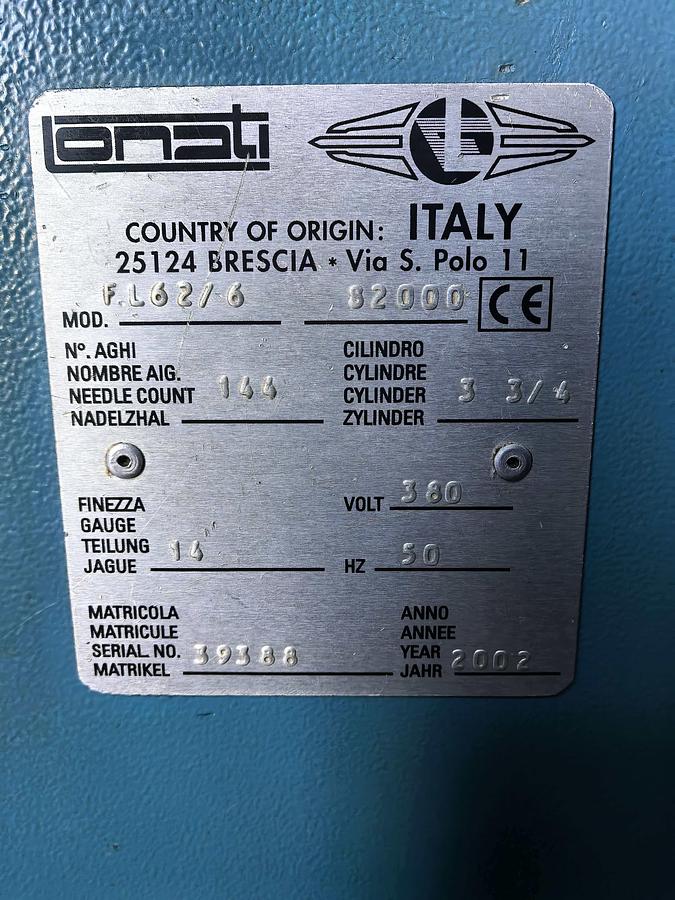 Lonati
LG
COUNTRY OF ORIGIN: ITALY
25124 BRESCIA * Via S. Polo 11
MOD. F.L62/6 82000 CE
N°. AGHI
NOMBRE AIG.
NEEDLE COUNT 144
NADELZHAL
CILINDRO
CYLINDRE
CYLINDER 3 3/4
ZYLINDER
FINEZZA
GAUGE
TEILUNG 14
JAGUE
VOLT 380
HZ 50
MATRICOLA
MATRICULE
SERIAL NO. 39388
MATRIKEL
ANNO
ANNEE
YEAR 2002
JAHR